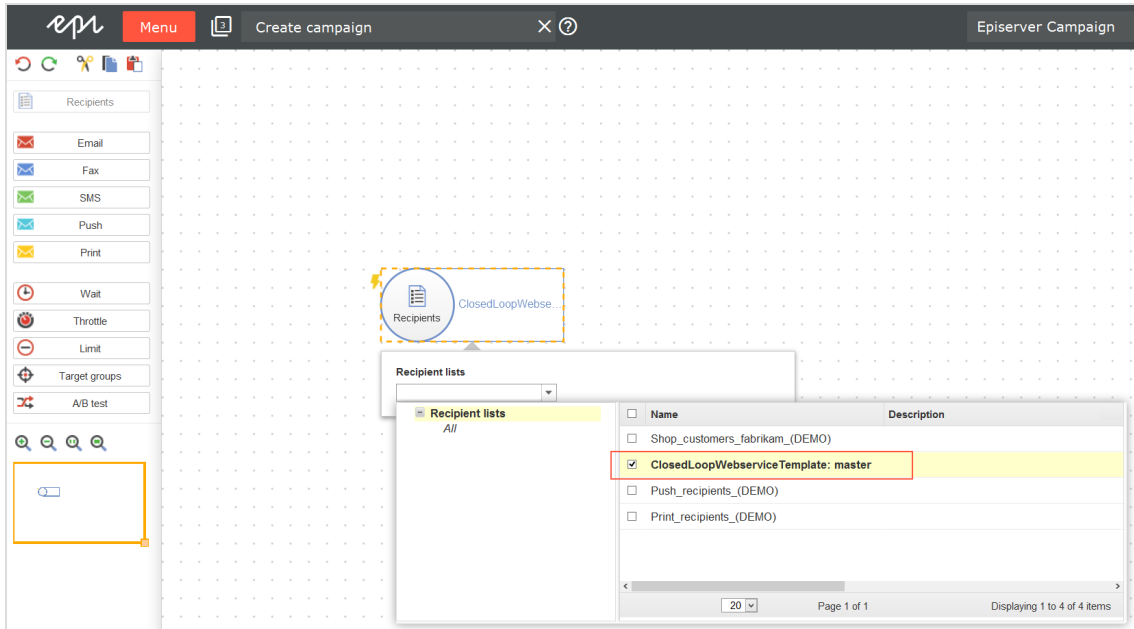 epi Menu 3 Create campaign Episerver Campaign
Recipients
Email
Fax
SMS
Push
Print
Wait
Throttle
Limit
Target groups
A/B test
Recipients ClosedLoopWebse...
Recipient lists
Recipient lists
All
Name Description
Shop_customers_fabrikam_(DEMO)
ClosedLoopWebserviceTemplate: master
Push_recipients_(DEMO)
Print_recipients_(DEMO)
20 Page 1 of 1 Displaying 1 to 4 of 4 items